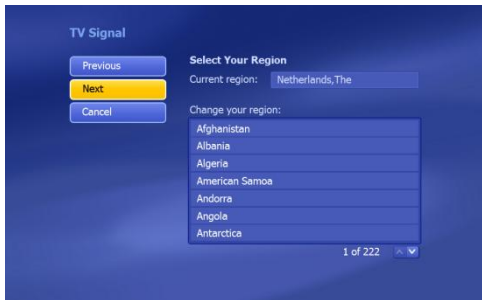 TV Signal
Previous
Next
Cancel
Select Your Region
Current region: Netherlands,The
Change your region:
Afghanistan
Albania
Algeria
American Samoa
Andorra
Angola
Antarctica
1 of 222